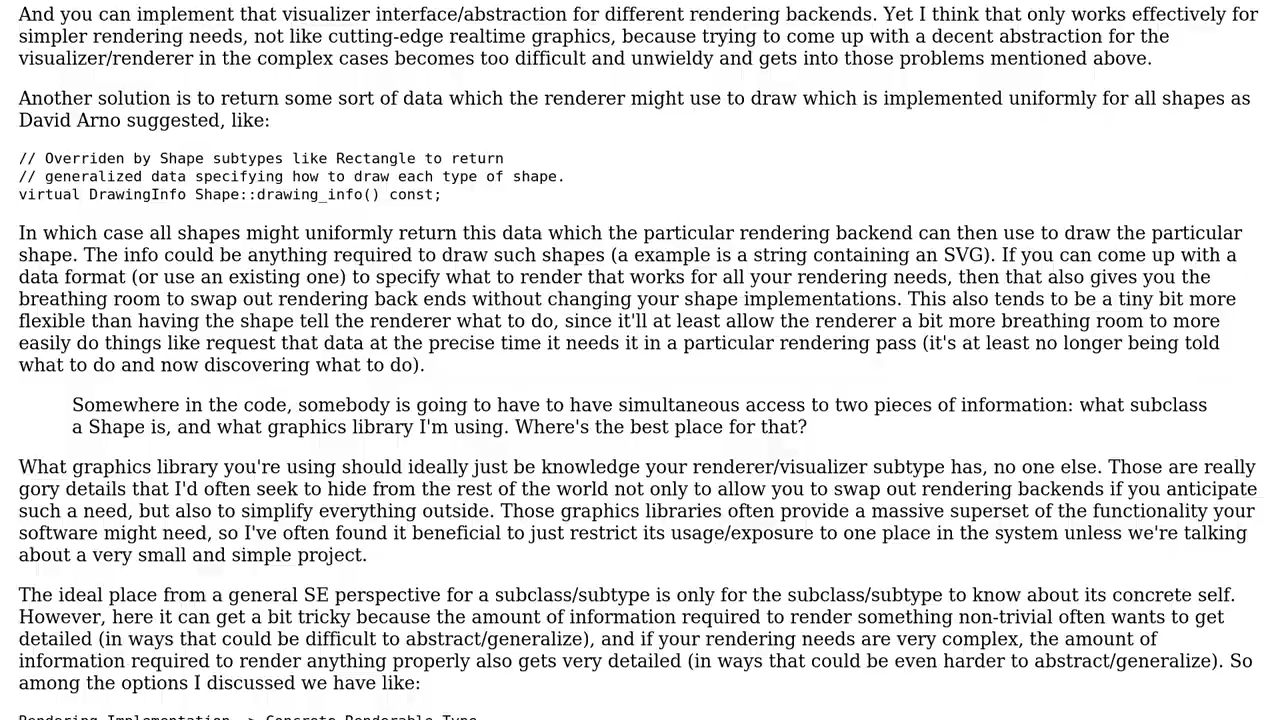 And you can implement that visualizer interface/abstraction for different rendering backends. Yet I think that only works effectively for
simpler rendering needs, not like cutting-edge realtime graphics, because trying to come up with a decent abstraction for the
visualizer/renderer in the complex cases becomes too difficult and unwieldy and gets into those problems mentioned above.
Another solution is to return some sort of data which the renderer might use to draw which is implemented uniformly for all shapes as
David Arno suggested, like:
// Overriden by Shape subtypes like Rectangle to return
// generalized data specifying how to draw each type of shape.
virtual DrawingInfo Shape::drawing_info() const;
In which case all shapes might uniformly return this data which the particular rendering backend can then use to draw the particular
shape. The info could be anything required to draw such shapes (a example is a string containing an SVG). If you can come up with a
data format (or use an existing one) to specify what to render that works for all your rendering needs, then that also gives you the
breathing room to swap out rendering back ends without changing your shape implementations. This also tends to be a tiny bit more
flexible than having the shape tell the renderer what to do, since it'll at least allow the renderer a bit more breathing room to more
easily do things like request that data at the precise time it needs it in a particular rendering pass (it's at least no longer being told
what to do and now discovering what to do).
Somewhere in the code, somebody is going to have to have simultaneous access to two pieces of information: what subclass
a Shape is, and what graphics library I'm using. Where's the best place for that?
What graphics library you're using should ideally just be knowledge your renderer/visualizer subtype has, no one else. Those are really
gory details that I'd often seek to hide from the rest of the world not only to allow you to swap out rendering backends if you anticipate
such a need, but also to simplify everything outside. Those graphics libraries often provide a massive superset of the functionality your
software might need, so I've often found it beneficial to just restrict its usage/exposure to one place in the system unless we're talking
about a very small and simple project.
The ideal place from a general SE perspective for a subclass/subtype is only for the subclass/subtype to know about its concrete self.
However, here it can get a bit tricky because the amount of information required to render something non-trivial often wants to get
detailed (in ways that could be difficult to abstract/generalize), and if your rendering needs are very complex, the amount of
information required to render anything properly also gets very detailed (in ways that could be even harder to abstract/generalize). So
among the options I discussed we have like:
Rendering Implementation -> Concrete Renderable Type